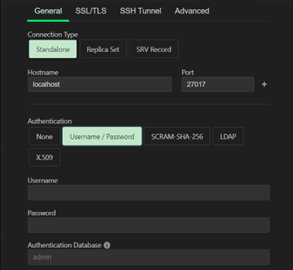 General SSL/TLS SSH Tunnel Advanced
Connection Type
Standalone Replica Set SRV Record
Hostname Port
localhost 27017 +
Authentication
None Username / Password SCRAM-SHA-256 LDAP
X.509
Username
Password
Authentication Database
admin